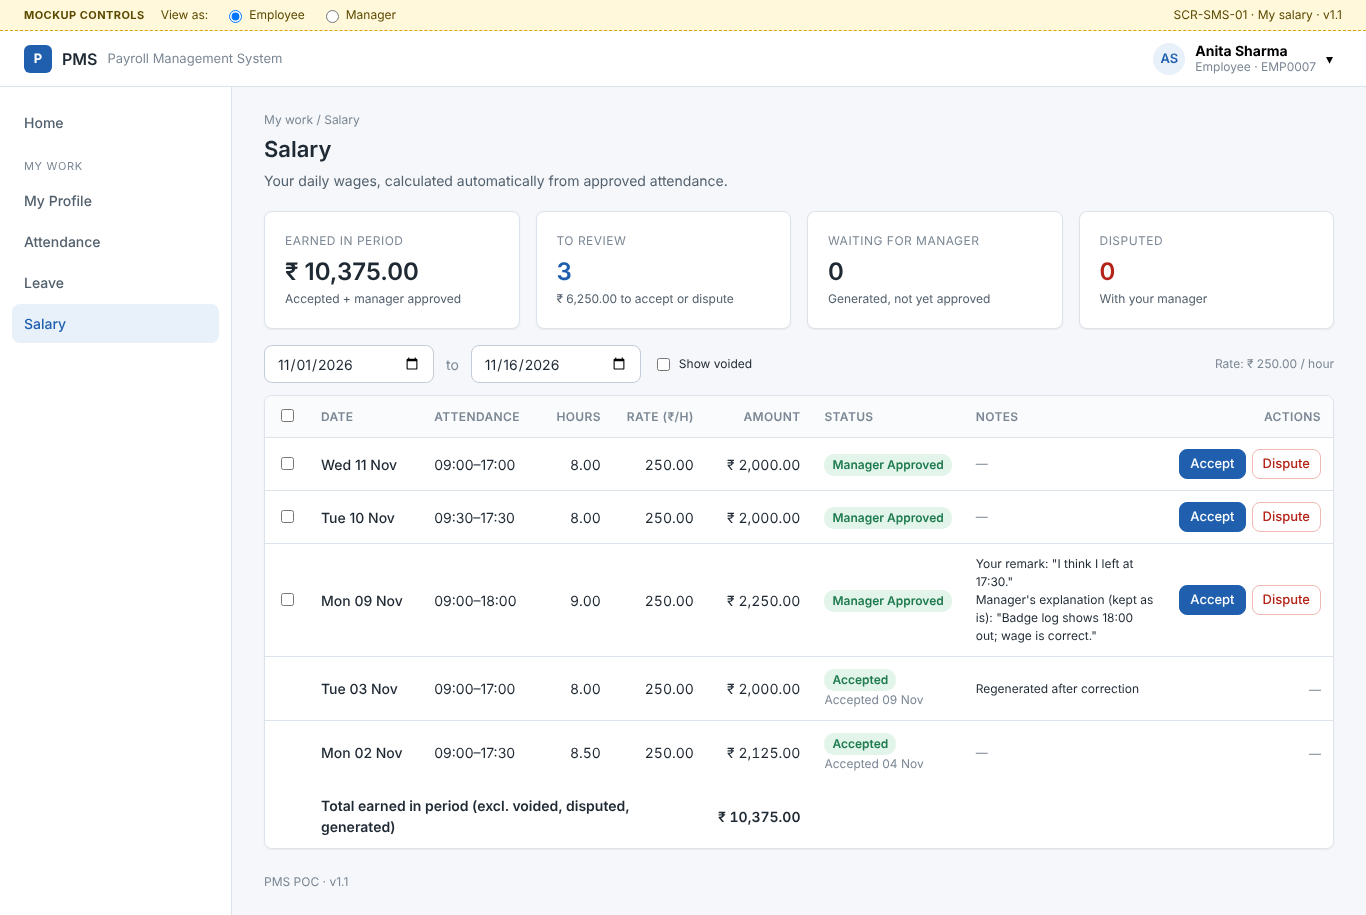 MOCKUP CONTROLS View as: Employee Manager SCR-SMS-01 · My salary · v1.1
P PMS Payroll Management System AS Anita Sharma
Employee · EMP0007 ▼
Home
MY WORK
My Profile
Attendance
Leave
Salary
My work / Salary
Salary
Your daily wages, calculated automatically from approved attendance.
EARNED IN PERIOD
₹ 10,375.00
Accepted + manager approved
TO REVIEW
3
₹ 6,250.00 to accept or dispute
WAITING FOR MANAGER
0
Generated, not yet approved
DISPUTED
0
With your manager
11/01/2026 to 11/16/2026 Show voided Rate: ₹ 250.00 / hour
DATE ATTENDANCE HOURS RATE (₹/H) AMOUNT STATUS NOTES ACTIONS
Wed 11 Nov 09:00–17:00 8.00 250.00 ₹ 2,000.00 Manager Approved — Accept Dispute
Tue 10 Nov 09:30–17:30 8.00 250.00 ₹ 2,000.00 Manager Approved — Accept Dispute
Mon 09 Nov 09:00–18:00 9.00 250.00 ₹ 2,250.00 Manager Approved
Your remark: "I think I left at
17:30."
Manager's explanation (kept as
is): "Badge log shows 18:00
out; wage is correct."
Accept Dispute
Tue 03 Nov 09:00–17:00 8.00 250.00 ₹ 2,000.00 Accepted
Accepted 09 Nov
Regenerated after correction —
Mon 02 Nov 09:00–17:30 8.50 250.00 ₹ 2,125.00 Accepted
Accepted 04 Nov
— —
Total earned in period (excl. voided, disputed,
generated)
₹ 10,375.00
PMS POC · v1.1